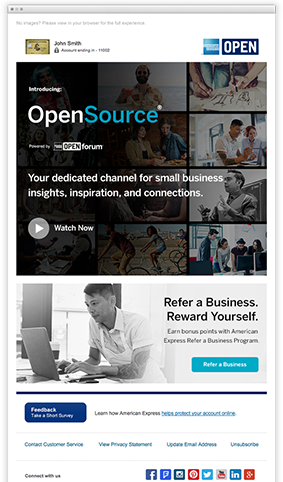 No images? Please view in your browser for the full experience.
John Smith
Account ending in - 11002
OPEN
Introducing:
OpenSource®
Powered by OPEN forum
Your dedicated channel for small business
insights, inspiration, and connections.
Watch Now
Refer a Business.
Reward Yourself.
Earn bonus points with American
Express Refer a Business Program.
Refer a Business
Feedback
Take a Short Survey
Learn how American Express helps protect your account online.
Contact Customer Service
View Privacy Statement
Update Email Address
Unsubscribe
Connect with us